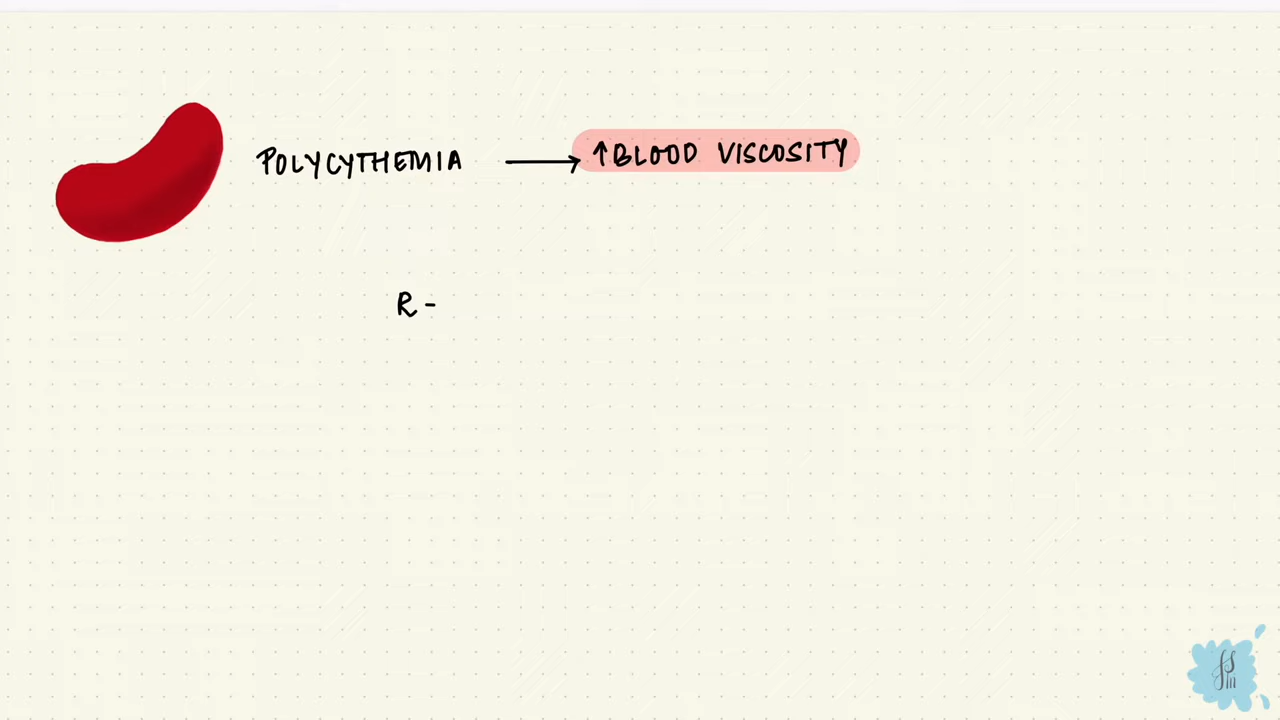 POLYCYTHEMIA → ↑BLOOD VISCOSITY
R -